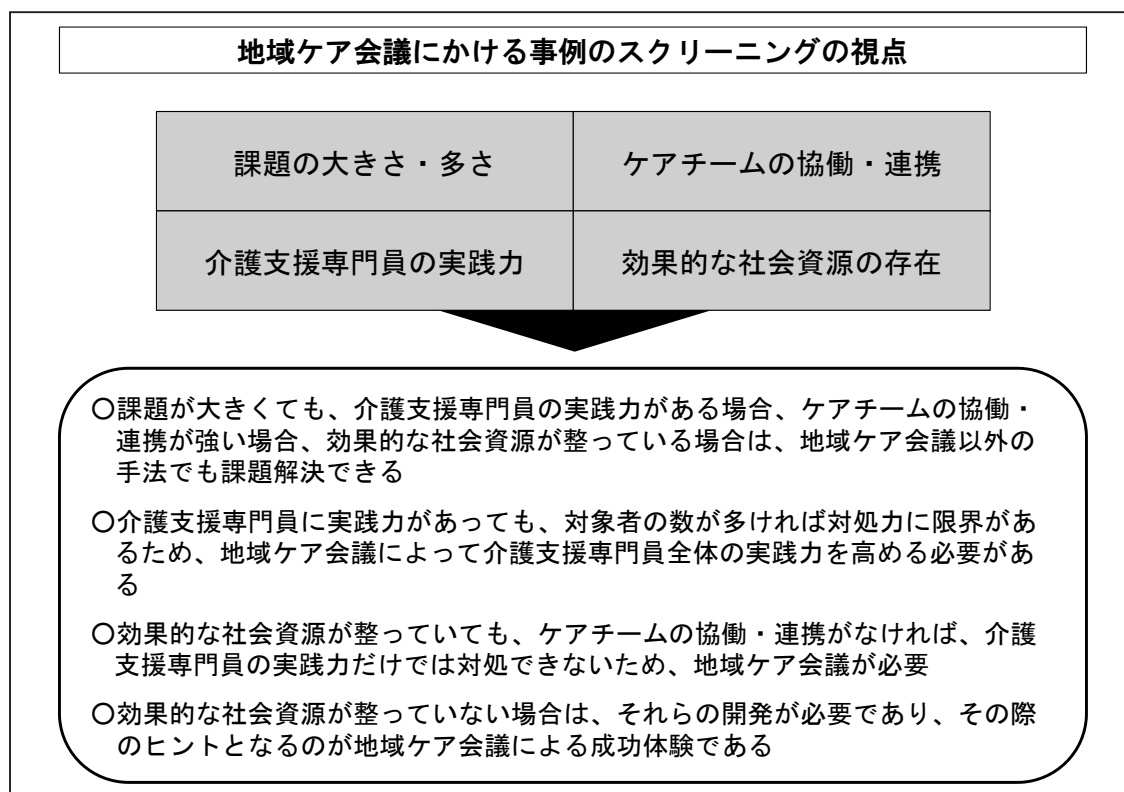 地域ケア会議にかける事例のスクリーニングの視点
課題の大きさ・多さ
ケアチームの協働・連携
介護支援専門員の実践力
効果的な社会資源の存在
○課題が大きくても、介護支援専門員の実践力がある場合、ケアチームの協働・
連携が強い場合、効果的な社会資源が整っている場合は、地域ケア会議以外の
手法でも課題解決できる
○介護支援専門員に実践力があっても、対象者の数が多ければ対処力に限界があ
るため、地域ケア会議によって介護支援専門員全体の実践力を高める必要があ
る
○効果的な社会資源が整っていても、ケアチームの協働・連携がなければ、介護
支援専門員の実践力だけでは対処できないため、地域ケア会議が必要
○効果的な社会資源が整っていない場合は、それらの開発が必要であり、その際
のヒントとなるのが地域ケア会議による成功体験である